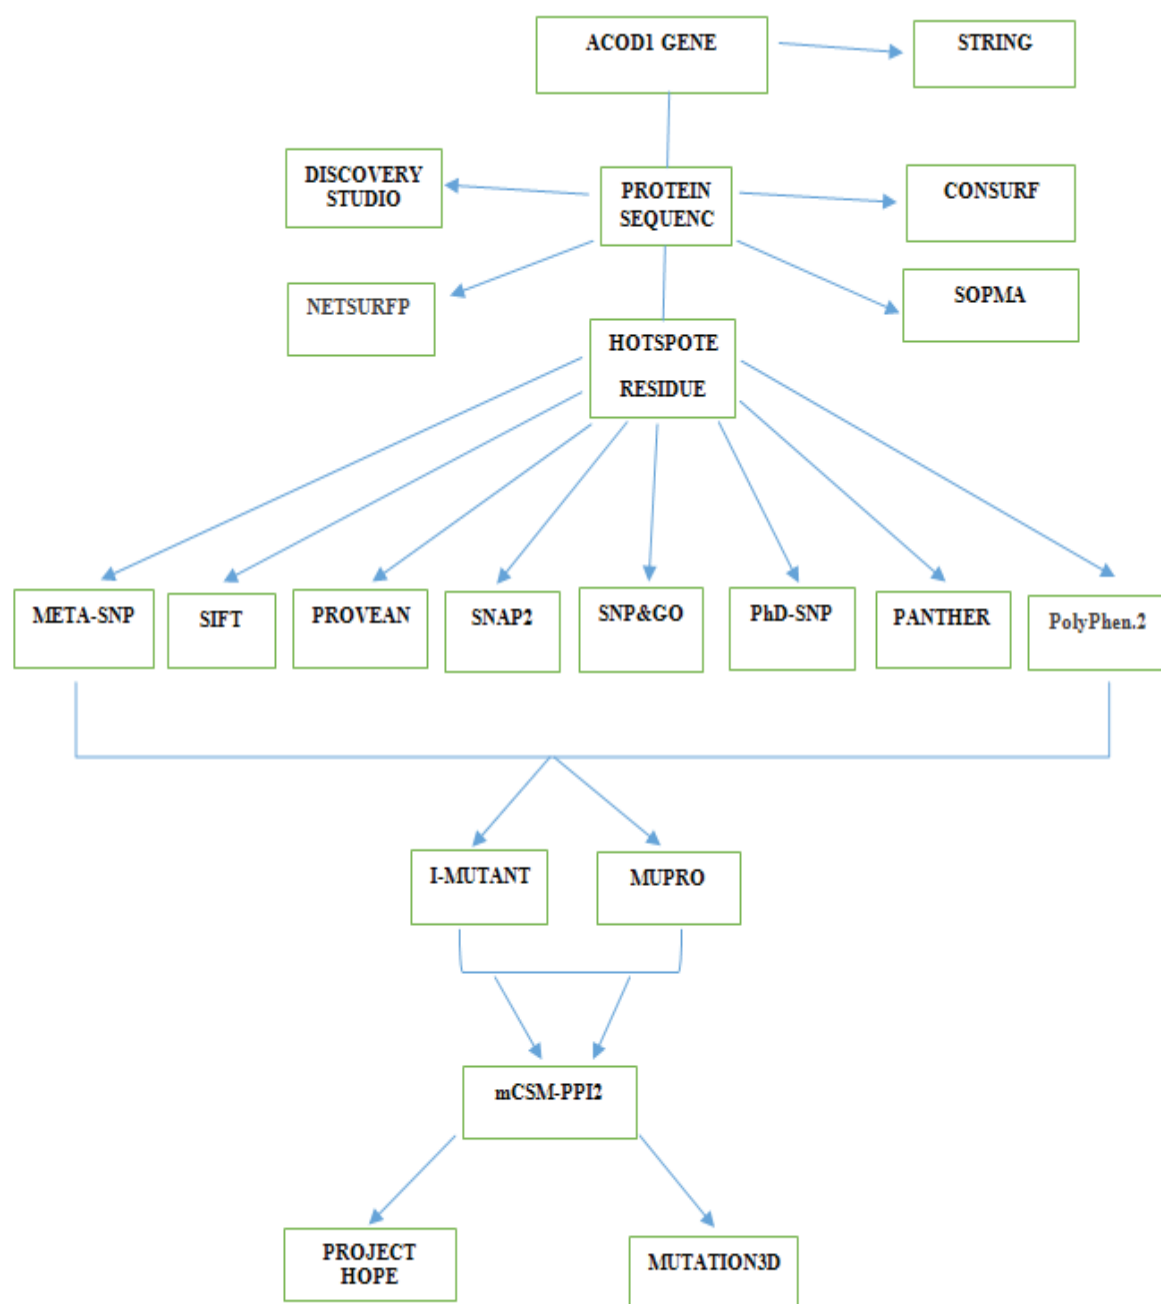 ACOD1 GENE
STRING
DISCOVERY
STUDIO
PROTEIN
SEQUENC
CONSURF
NETSURFP
SOPMA
HOTSPOTE
RESIDUE
META-SNP
SIFT
PROVEAN
SNAP2
SNP&GO
PhD-SNP
PANTHER
PolyPhen.2
I-MUTANT
MUPRO
mCSM-PPI2
PROJECT
HOPE
MUTATION3D